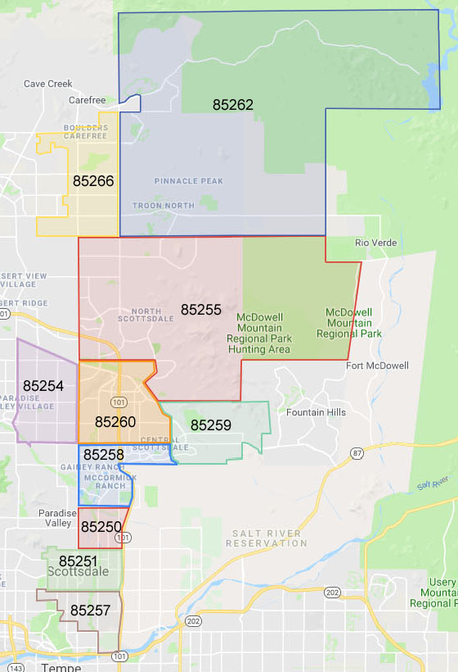 Cave Creek
Carefree
85262
BOULDERS
CAREFREE
85266
PINNACLE PEAK
TROON NORTH
Rio Verde
SERT VIEW
VILLAGE
SERT RIDGE
101
NORTH
SCOTTSDALE
85255
McDowell
Mountain
Regional Park
Hunting Area
McDowell
Mountain
Regional Park
Fort McDowell
85254
PARADISE
LEY VILLAGE
101
85260
85259
Fountain Hills
CENTRAL
SCOTTSDALE
85258
GAINEY RANCH
MCCORMICK
RANCH
87
Salt River
Paradise
Valley
85250
101
SALT RIVER
RESERVATION
85251
Scottsdale
85257
Usery
Mountain
Regional P
202
202
143
Tempe
101